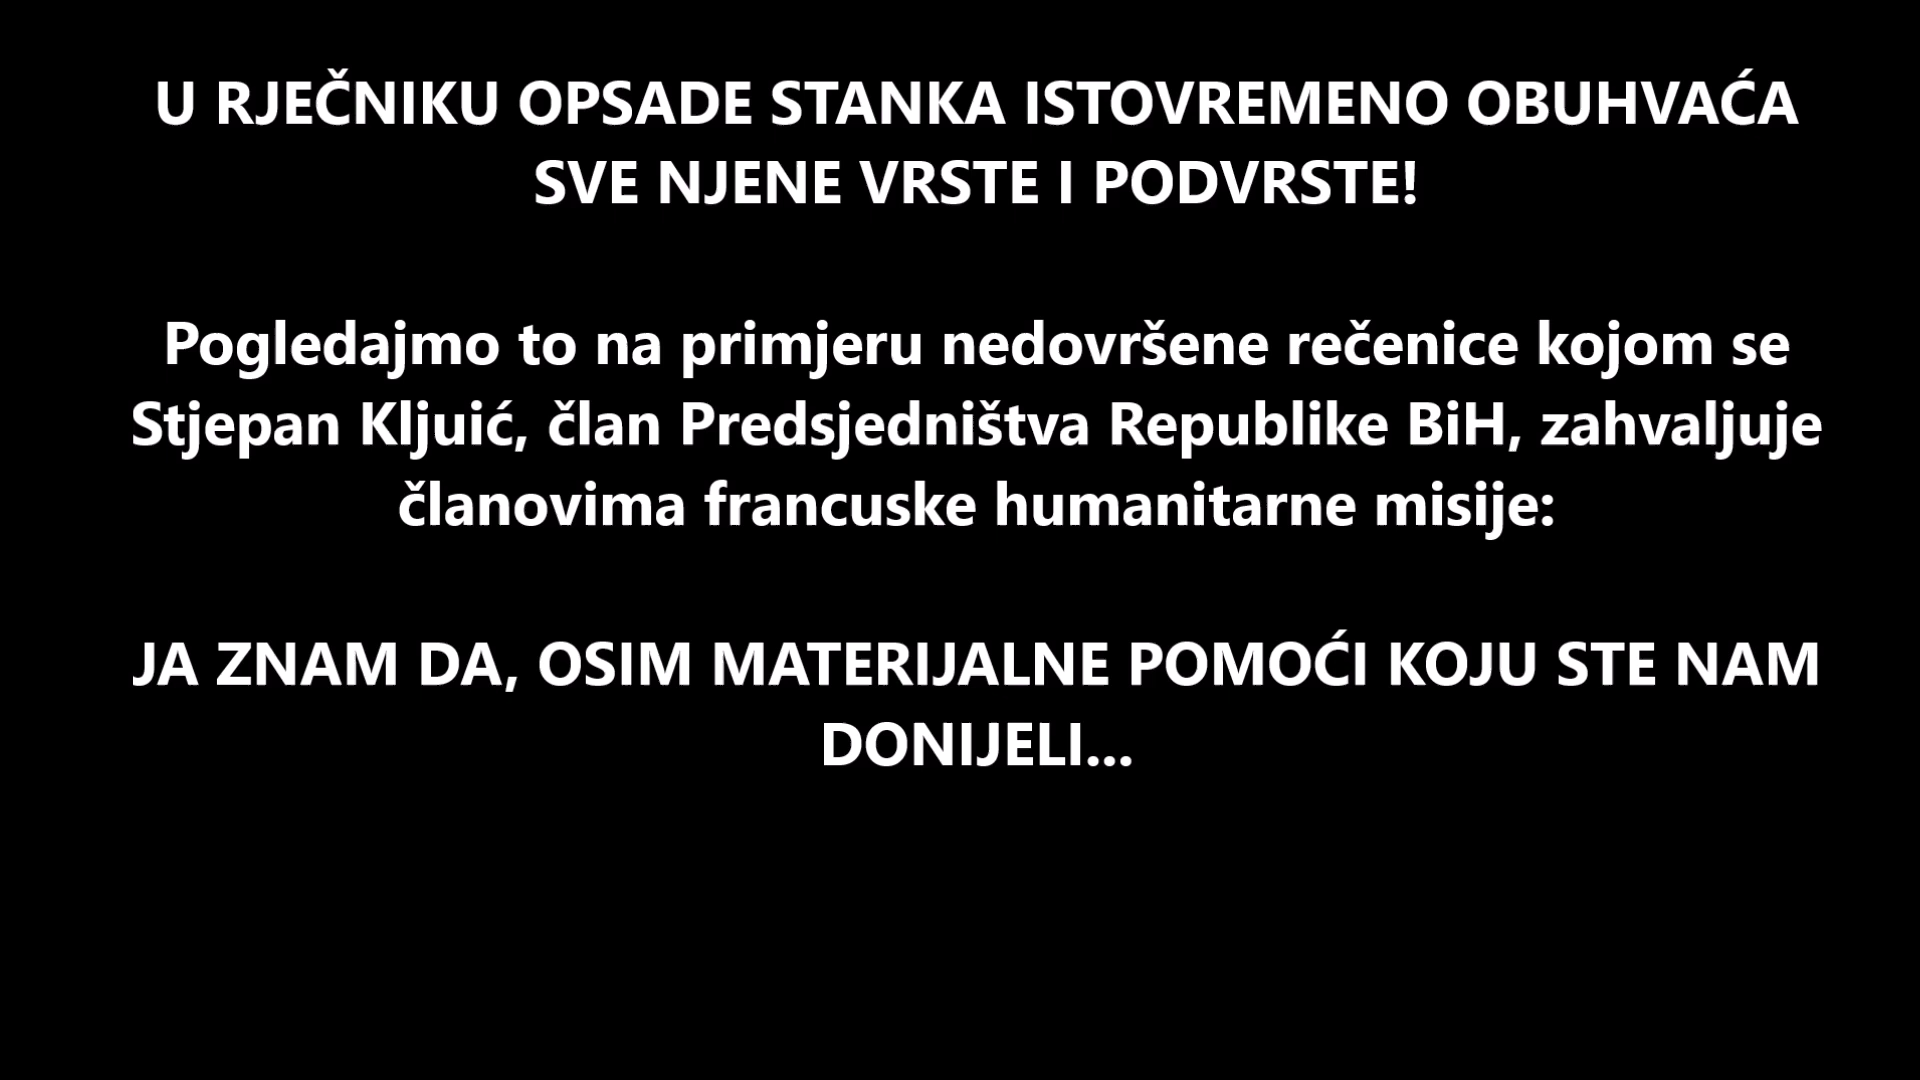 U RJEČNIKU OPSADE STANKA ISTOVREMENO OBUHVAĆA
SVE NJENE VRSTE I PODVRSTE!
Pogledajmo to na primjeru nedovršene rečenice kojom se
Stjepan Kljuić, član Predsjedništva Republike BiH, zahvaljuje
članovima francuske humanitarne misije:
JA ZNAM DA, OSIM MATERIJALNE POMOĆI KOJU STE NAM
DONIJELI...